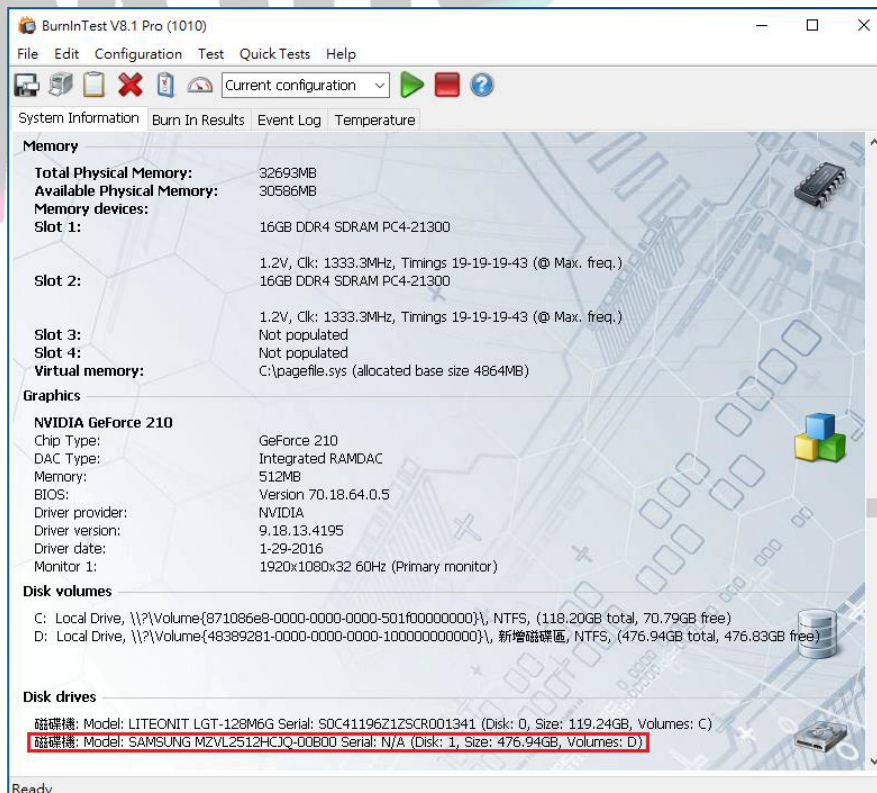 BurnInTest V8.1 Pro (1010)
File Edit Configuration Test Quick Tests Help
Current configuration
System Information Burn In Results Event Log Temperature
Memory
Total Physical Memory: 32693MB
Available Physical Memory: 30586MB
Memory devices:
Slot 1: 16GB DDR4 SDRAM PC4-21300
1.2V, Clk: 1333.3MHz, Timings 19-19-19-43 (@ Max. freq.)
Slot 2: 16GB DDR4 SDRAM PC4-21300
1.2V, Clk: 1333.3MHz, Timings 19-19-19-43 (@ Max. freq.)
Slot 3: Not populated
Slot 4: Not populated
Virtual memory: C:\pagefile.sys (allocated base size 4864MB)
Graphics
NVIDIA GeForce 210
Chip Type: GeForce 210
DAC Type: Integrated RAMDAC
Memory: 512MB
BIOS: Version 70.18.64.0.5
Driver provider: NVIDIA
Driver version: 9.18.13.4195
Driver date: 1-29-2016
Monitor 1: 1920x1080x32 60Hz (Primary monitor)
Disk volumes
C: Local Drive, \\?\Volume{871086e8-0000-0000-0000-501f00000000}\, NTFS, (118.20GB total, 70.79GB free)
D: Local Drive, \\?\Volume{48389281-0000-0000-0000-100000000000}\, 新增磁碟區, NTFS, (476.94GB total, 476.83GB free)
Disk drives
磁碟機: Model: LITEONIT LGT-128M6G Serial: S0C41196Z1ZSCR001341 (Disk: 0, Size: 119.24GB, Volumes: C)
磁碟機: Model: SAMSUNG MZVL2512HCJQ-00B00 Serial: N/A (Disk: 1, Size: 476.94GB, Volumes: D)
Ready